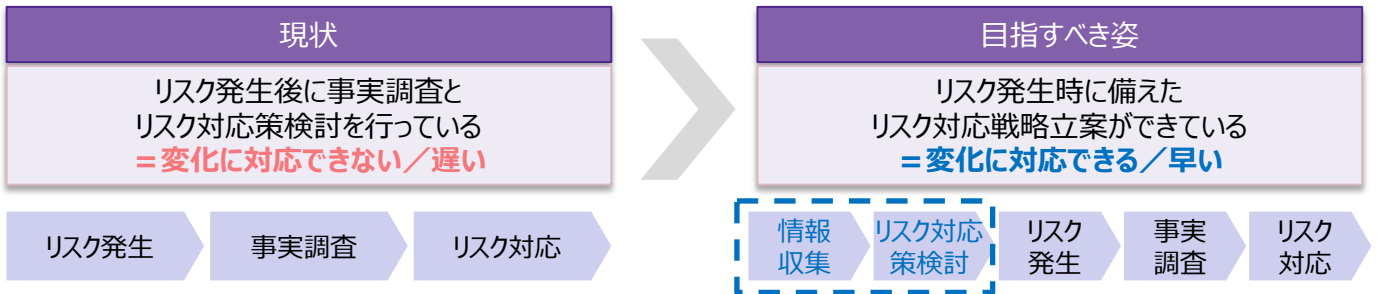 現状
リスク発生後に事実調査と
リスク対応策検討を行っている
＝変化に対応できない／遅い
リスク発生
事実調査
リスク対応
目指すべき姿
リスク発生時に備えた
リスク対応戦略立案ができている
＝変化に対応できる／早い
情報
収集
リスク対応
策検討
リスク
発生
事実
調査
リスク
対応